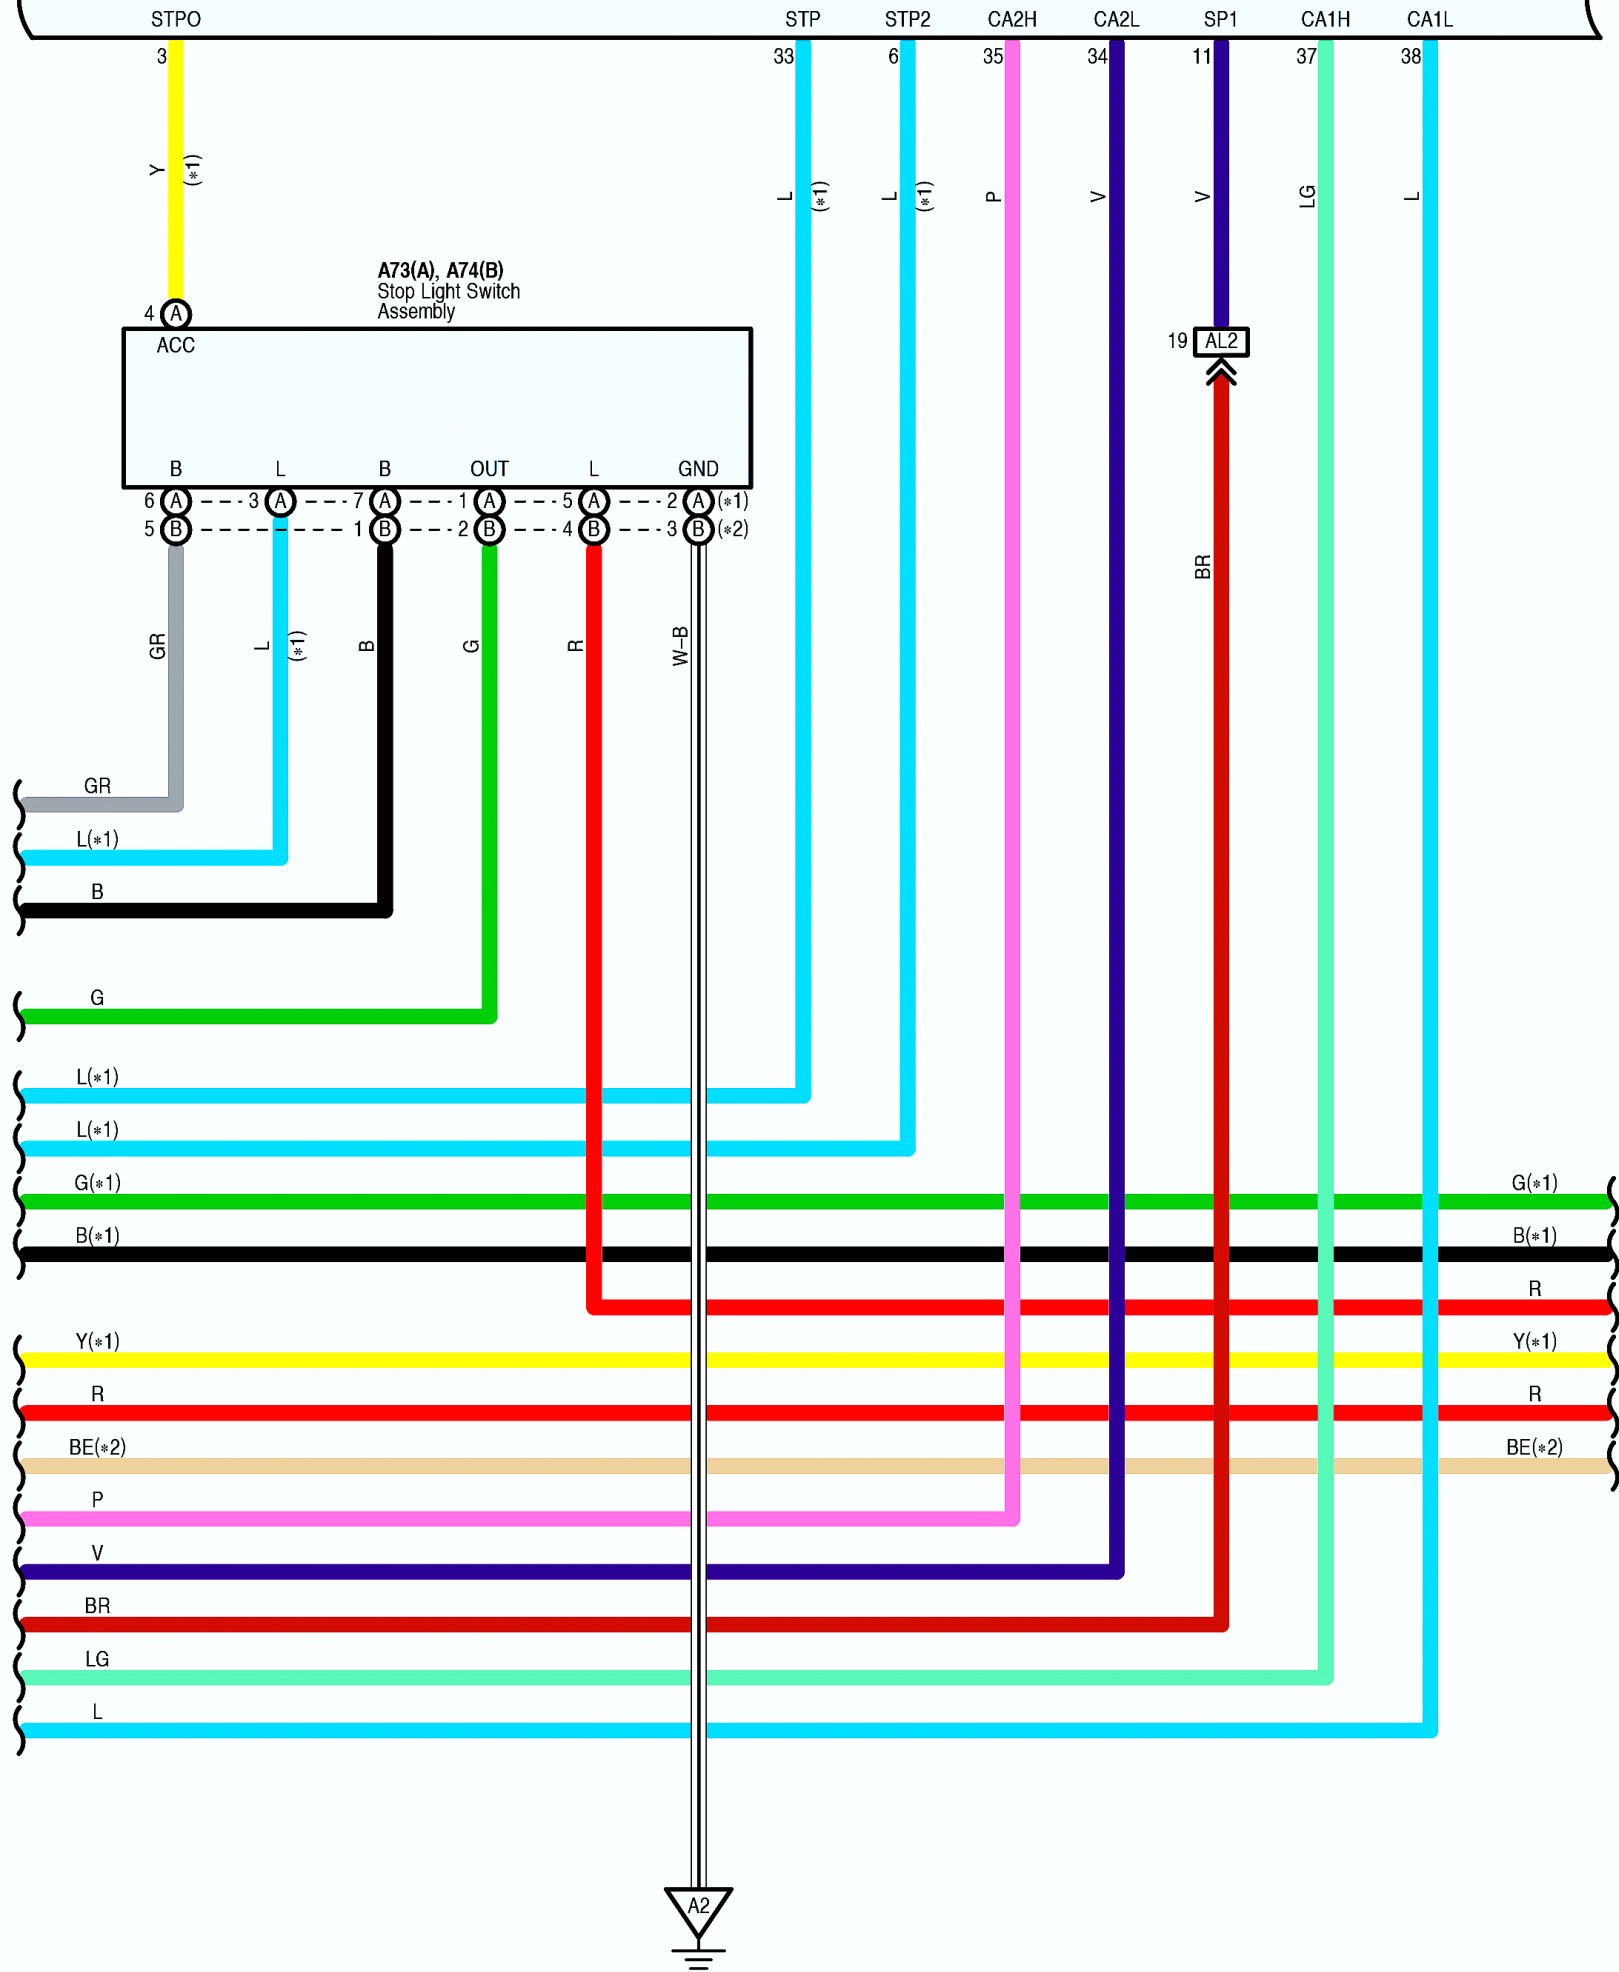 STPO STP STP2 CA2H CA2L SP1 CA1H CA1L
3 33 6 35 34 11 37 38
Y (*1) L (*1) L (*1) P V V LG L
A73(A), A74(B)
Stop Light Switch
Assembly
4 A
ACC
19 AL2
B L B OUT L GND
6 A 3 A 7 A 1 A 5 A 2 A (*1)
5 B 1 B 2 B 4 B 3 B (*2)
BR
GR L (*1) B G R W-B
GR
L(*1)
B
G
L(*1)
L(*1)
G(*1) G(*1)
B(*1) B(*1)
R
Y(*1) Y(*1)
R R
BE(*2) BE(*2)
P
V
BR
LG
L
A2